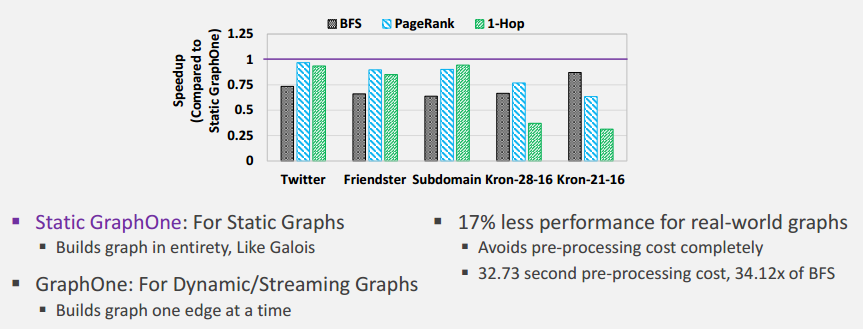 BFS PageRank 1-Hop
Speedup
(Compared to
Static GraphOne)
1.25
1
0.75
0.5
0.25
0
Twitter Friendster Subdomain Kron-28-16 Kron-21-16
▪ Static GraphOne: For Static Graphs
▪ Builds graph in entirety, Like Galois
▪ GraphOne: For Dynamic/Streaming Graphs
▪ Builds graph one edge at a time
▪ 17% less performance for real-world graphs
▪ Avoids pre-processing cost completely
▪ 32.73 second pre-processing cost, 34.12x of BFS